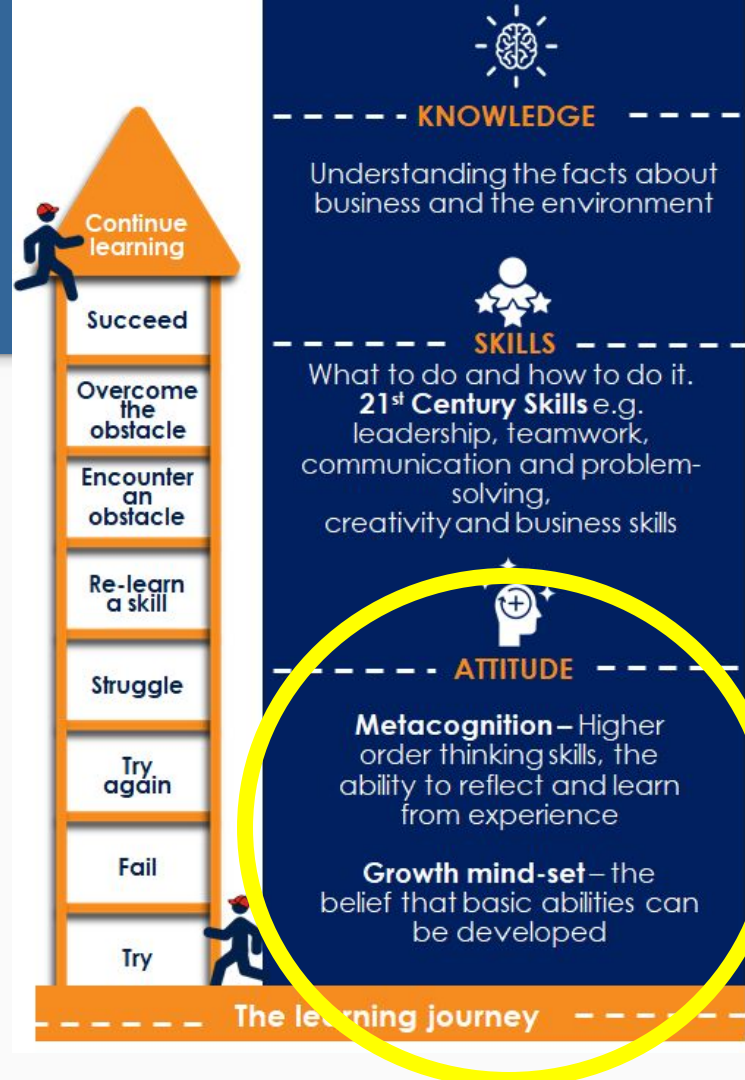 Continue
learning
Succeed
Overcome
the
obstacle
Encounter
an
obstacle
Re-learn
a skill
Struggle
Try
again
Fail
Try
KNOWLEDGE
Understanding the facts about
business and the environment
SKILLS
What to do and how to do it.
21st Century Skills e.g.
leadership, teamwork,
communication and problem-
solving,
creativity and business skills
ATTITUDE
Metacognition – Higher
order thinking skills, the
ability to reflect and learn
from experience
Growth mind-set – the
belief that basic abilities can
be developed
The learning journey